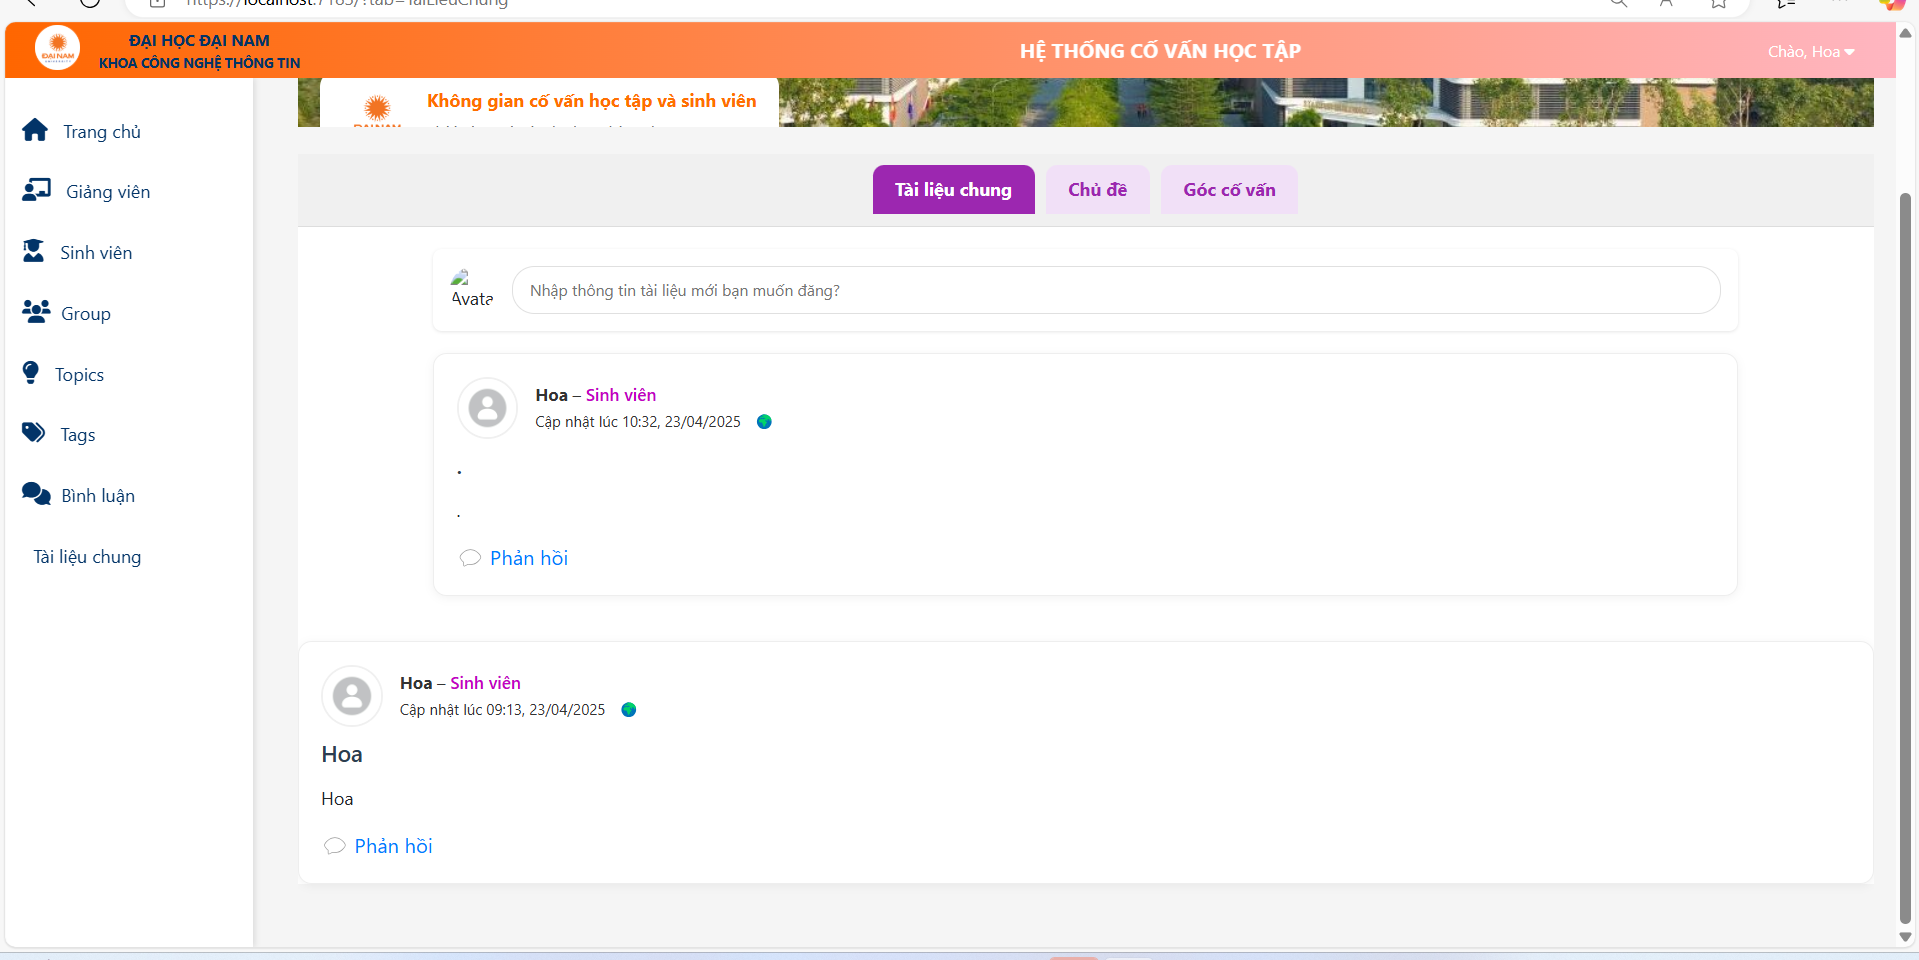 https://localhost:7185/?tab=TaiLieuChung
ĐẠI HỌC ĐẠI NAM
KHOA CÔNG NGHỆ THÔNG TIN
HỆ THỐNG CỐ VẤN HỌC TẬP
Chào, Hoa
ĐẠI NAM
Không gian cố vấn học tập và sinh viên
Trang chủ
Giảng viên
Sinh viên
Group
Topics
Tags
Bình luận
Tài liệu chung
Tài liệu chung
Chủ đề
Góc cố vấn
Avata
Nhập thông tin tài liệu mới bạn muốn đăng?
Hoa – Sinh viên
Cập nhật lúc 10:32, 23/04/2025
.
.
Phản hồi
Hoa – Sinh viên
Cập nhật lúc 09:13, 23/04/2025
Hoa
Hoa
Phản hồi